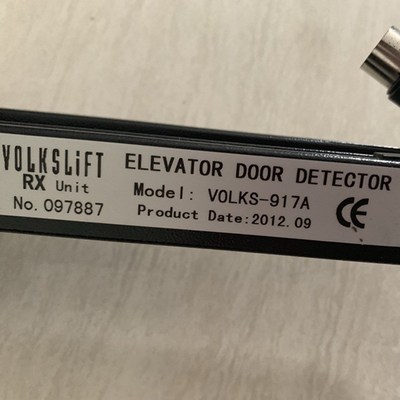 VOLKSLiFT ELEVATOR DOOR DETECTOR
RX Unit Model: VOLKS-917A
No. 097887 Product Date:2012.09 CE